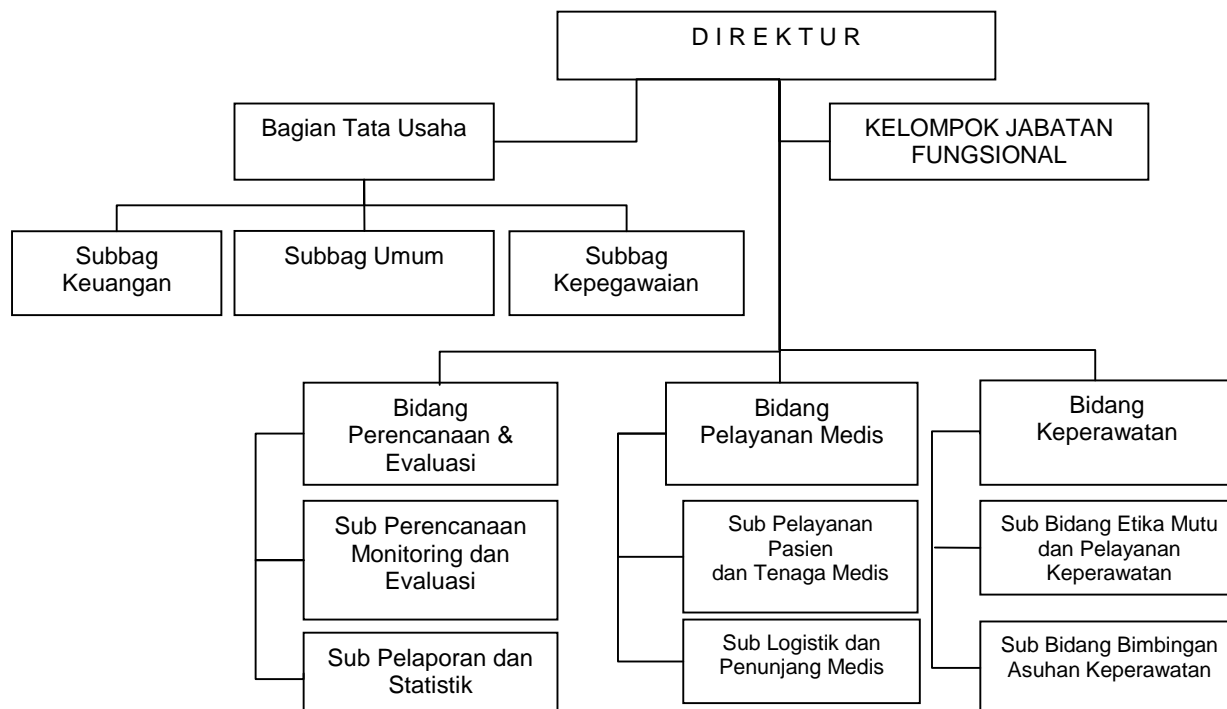 D I R E K T U R
Bagian Tata Usaha
KELOMPOK JABATAN
FUNGSIONAL
Subbag
Keuangan
Subbag Umum
Subbag
Kepegawaian
Bidang
Perencanaan &
Evaluasi
Bidang
Pelayanan Medis
Bidang
Keperawatan
Sub Perencanaan
Monitoring dan
Evaluasi
Sub Pelayanan
Pasien
dan Tenaga Medis
Sub Bidang Etika Mutu
dan Pelayanan
Keperawatan
Sub Pelaporan dan
Statistik
Sub Logistik dan
Penunjang Medis
Sub Bidang Bimbingan
Asuhan Keperawatan